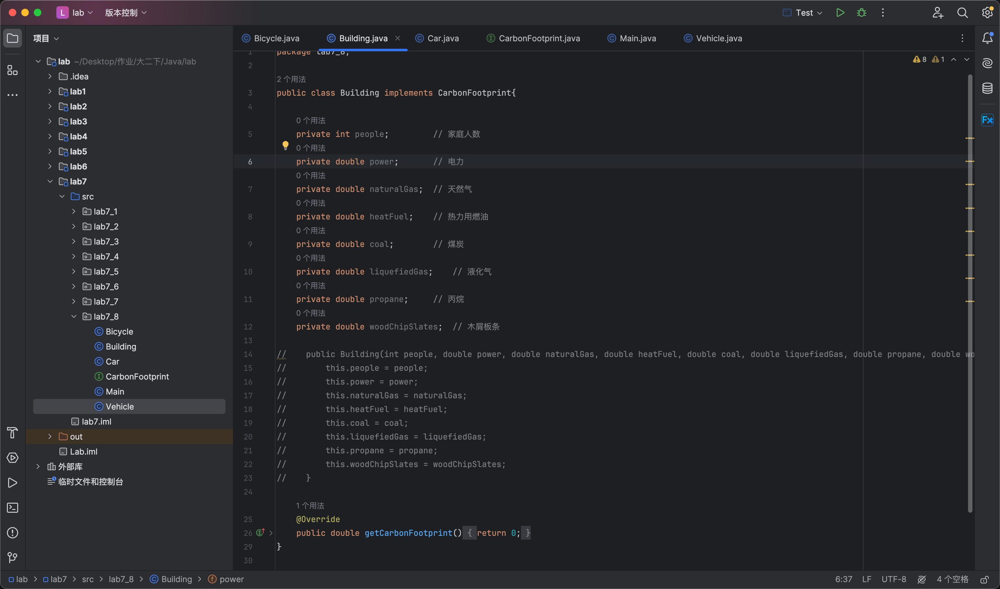 L lab 版本控制 Test
项目
lab ~/Desktop/作业/大二下/Java/lab
.idea
lab1
lab2
lab3
lab4
lab5
lab6
lab7
src
lab7_1
lab7_2
lab7_3
lab7_4
lab7_5
lab7_6
lab7_7
lab7_8
Bicycle
Building
Car
CarbonFootprint
Main
Vehicle
lab7.iml
out
Lab.iml
外部库
临时文件和控制台
Bicycle.java Building.java Car.java CarbonFootprint.java Main.java Vehicle.java
8 1
1 package lab7_8;
2
2 个用法
3 public class Building implements CarbonFootprint{
4
0 个用法
5 private int people; // 家庭人数
0 个用法
6 private double power; // 电力
0 个用法
7 private double naturalGas; // 天然气
0 个用法
8 private double heatFuel; // 热力用燃油
0 个用法
9 private double coal; // 煤炭
0 个用法
10 private double liquefiedGas; // 液化气
0 个用法
11 private double propane; // 丙烷
0 个用法
12 private double woodChipSlates; // 木屑板条
13
14 // public Building(int people, double power, double naturalGas, double heatFuel, double coal, double liquefiedGas, double propane, double wo
15 // this.people = people;
16 // this.power = power;
17 // this.naturalGas = naturalGas;
18 // this.heatFuel = heatFuel;
19 // this.coal = coal;
20 // this.liquefiedGas = liquefiedGas;
21 // this.propane = propane;
22 // this.woodChipSlates = woodChipSlates;
23 // }
24
1 个用法
25 @Override
26 public double getCarbonFootprint() { return 0; }
29 }
30
Fx
lab > lab7 > src > lab7_8 > Building > power
6:37 LF UTF-8 4 个空格